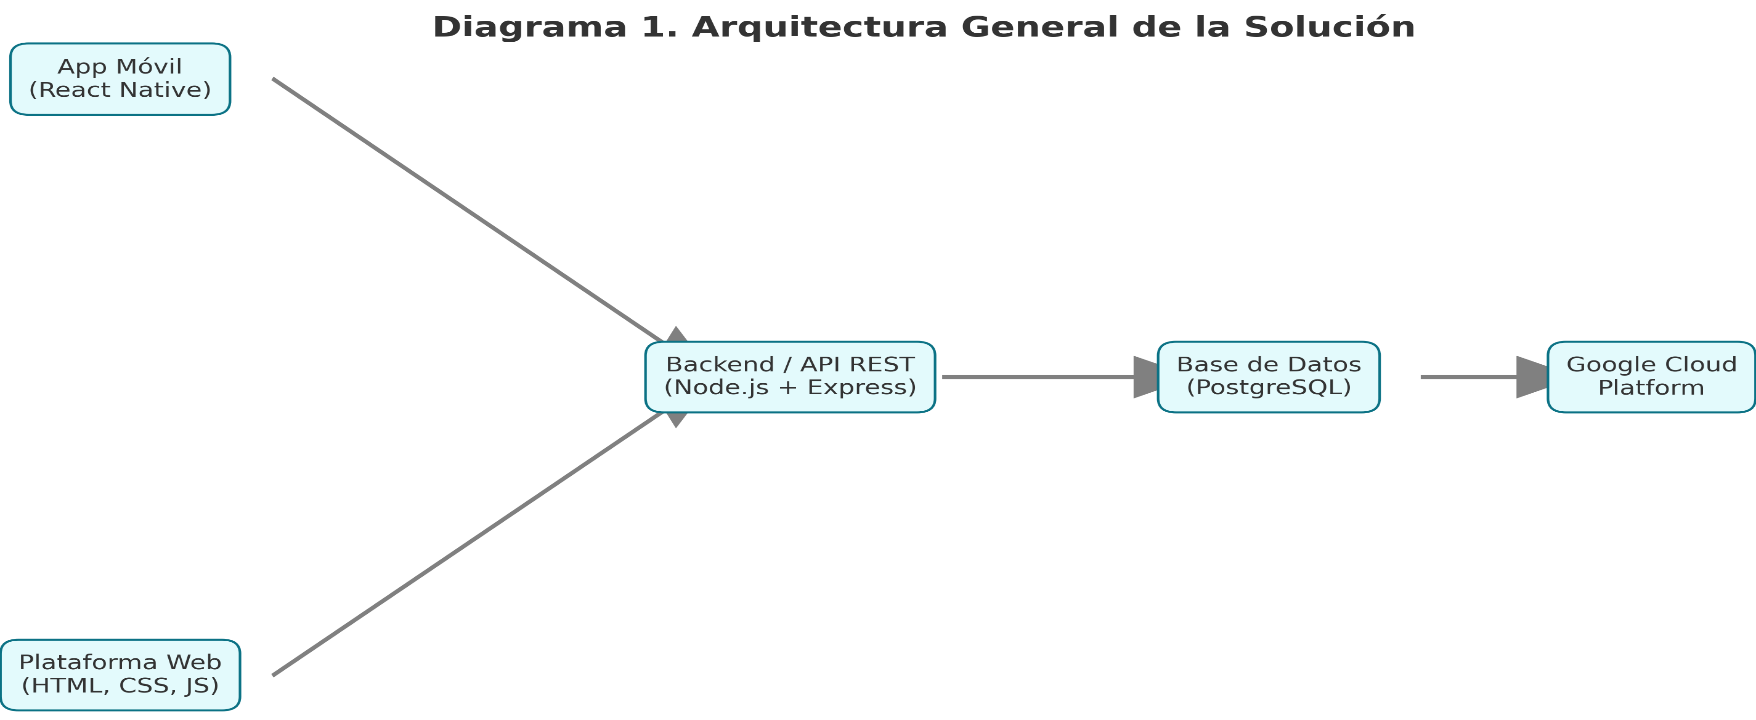 Diagrama 1. Arquitectura General de la Solución
App Móvil
(React Native)
Backend / API REST
(Node.js + Express)
Base de Datos
(PostgreSQL)
Google Cloud
Platform
Plataforma Web
(HTML, CSS, JS)